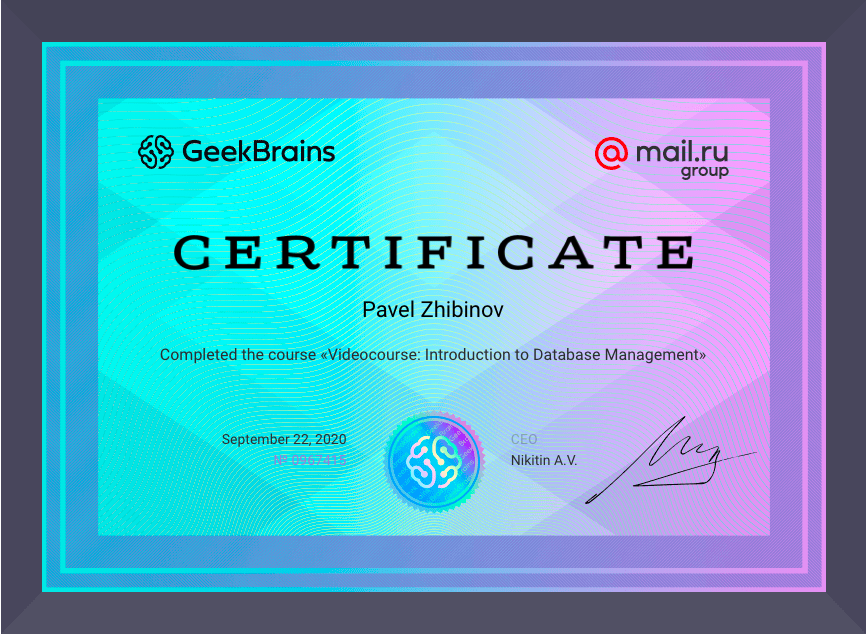 GeekBrains
@mail.ru
group
CERTIFICATE
Pavel Zhibinov
Completed the course «Videocourse: Introduction to Database Management»
September 22, 2020
CEO
Nikitin A.V.